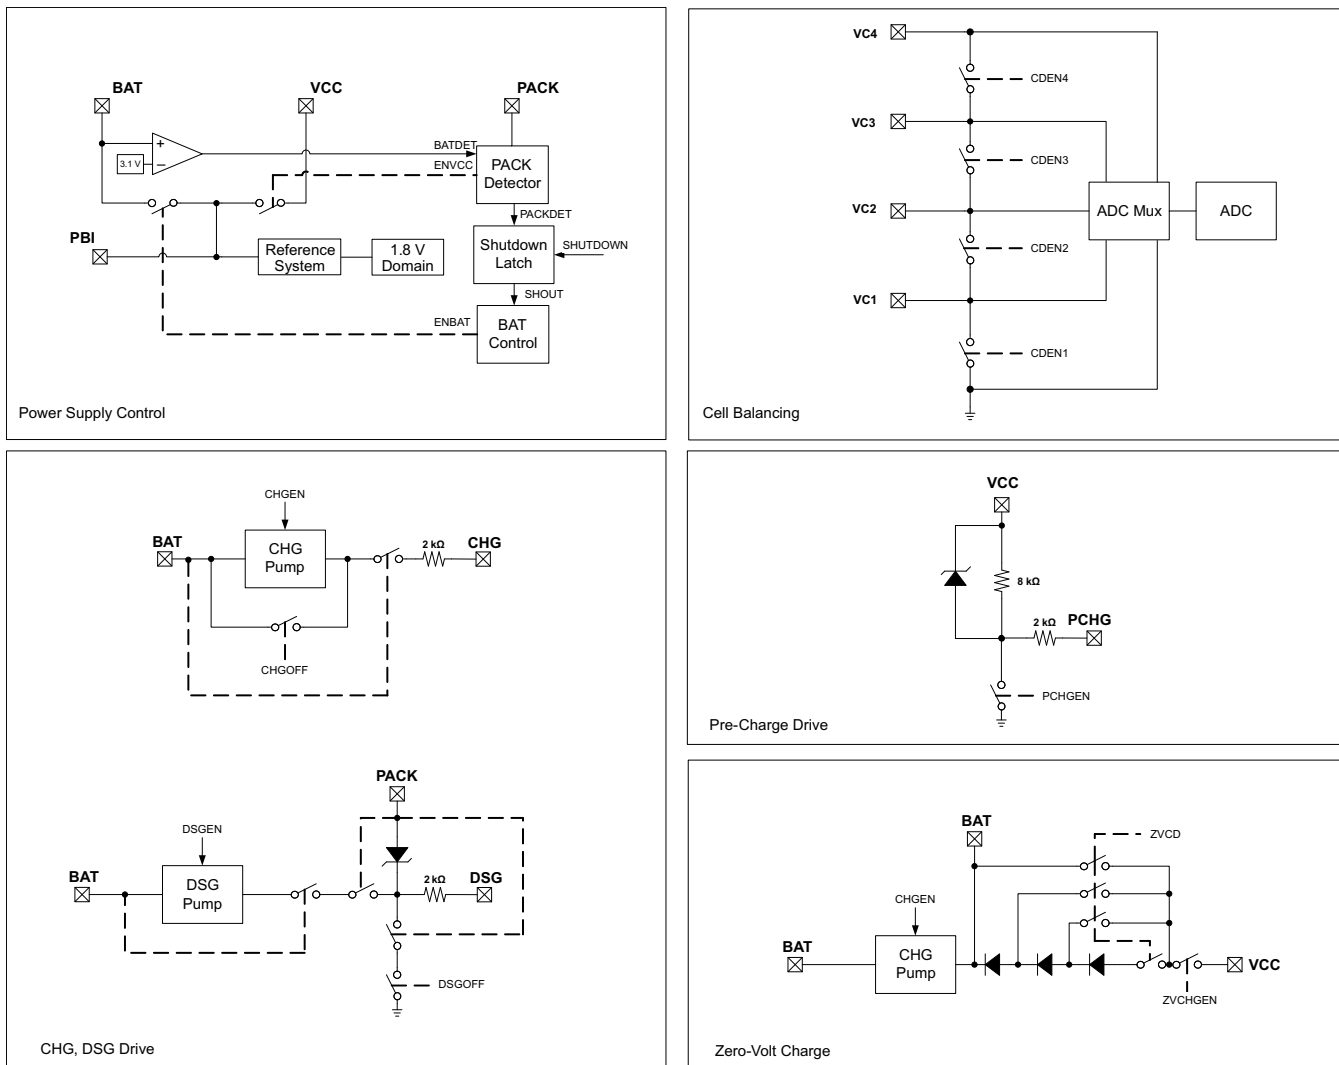 BAT
VCC
PACK
3.1 V
+
−
BATDET
ENVCC
PACK
Detector
PACKDET
PBI
Reference
System
1.8 V
Domain
Shutdown
Latch
SHUTDOWN
SHOUT
ENBAT
BAT
Control
Power Supply Control
VC4
CDEN4
VC3
CDEN3
VC2
ADC Mux
ADC
CDEN2
VC1
CDEN1
Cell Balancing
CHGEN
BAT
CHG
Pump
2 kΩ
CHG
CHGOFF
PACK
DSGEN
BAT
DSG
Pump
2 kΩ
DSG
DSGOFF
CHG, DSG Drive
VCC
8 kΩ
2 kΩ
PCHG
PCHGEN
Pre-Charge Drive
BAT
ZVCD
CHGEN
BAT
CHG
Pump
VCC
ZVCHGEN
Zero-Volt Charge